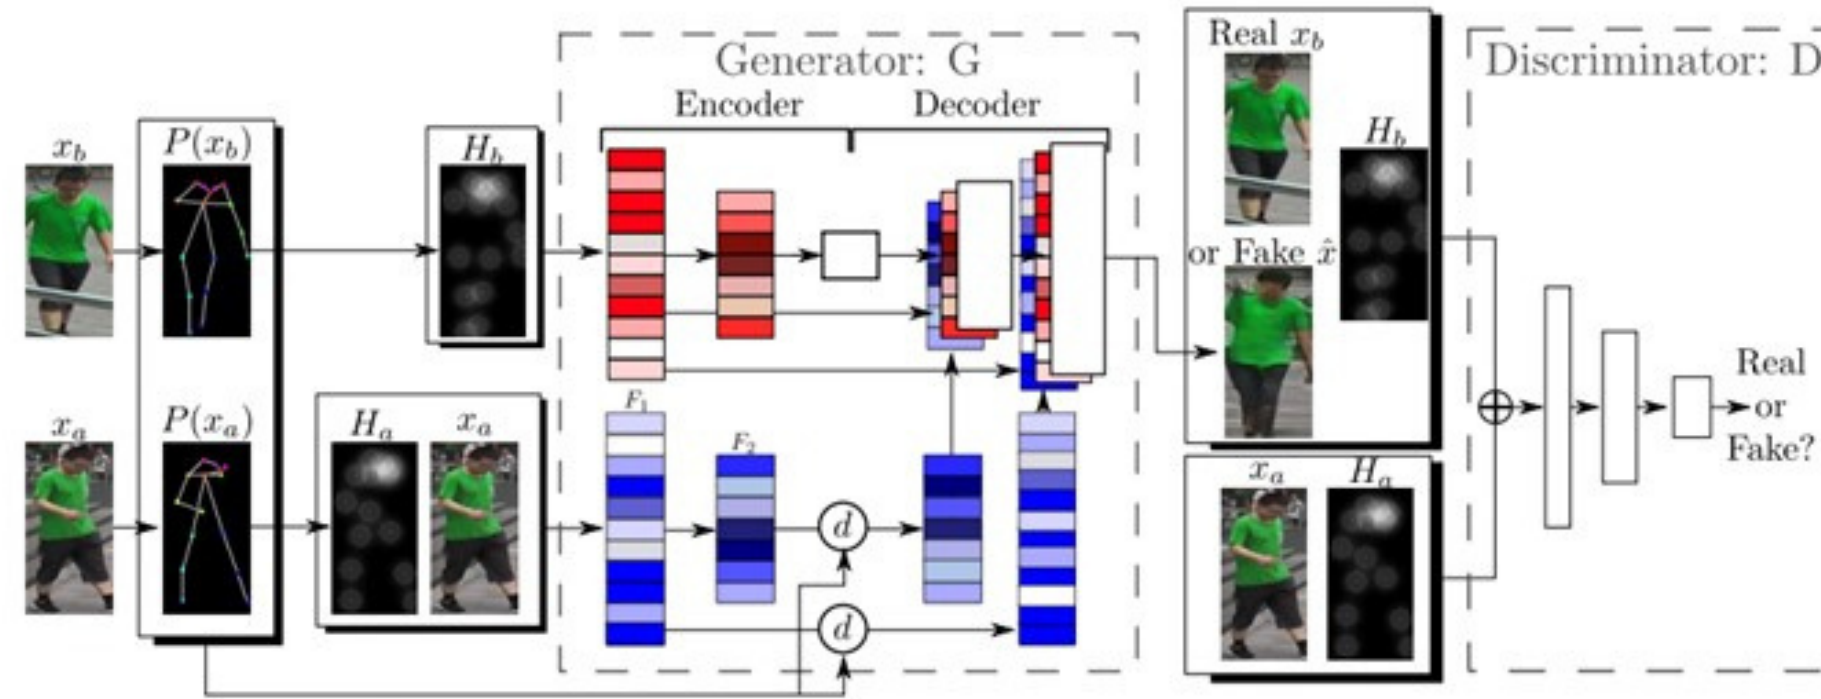 Generator: G
Encoder
Decoder
x_b
P(x_b)
H_b
x_a
P(x_a)
H_a
x_a
F_1
F_2
d
d
Real x_b
H_b
or Fake x̂
x_a
H_a
Discriminator: D
Real
or
Fake?